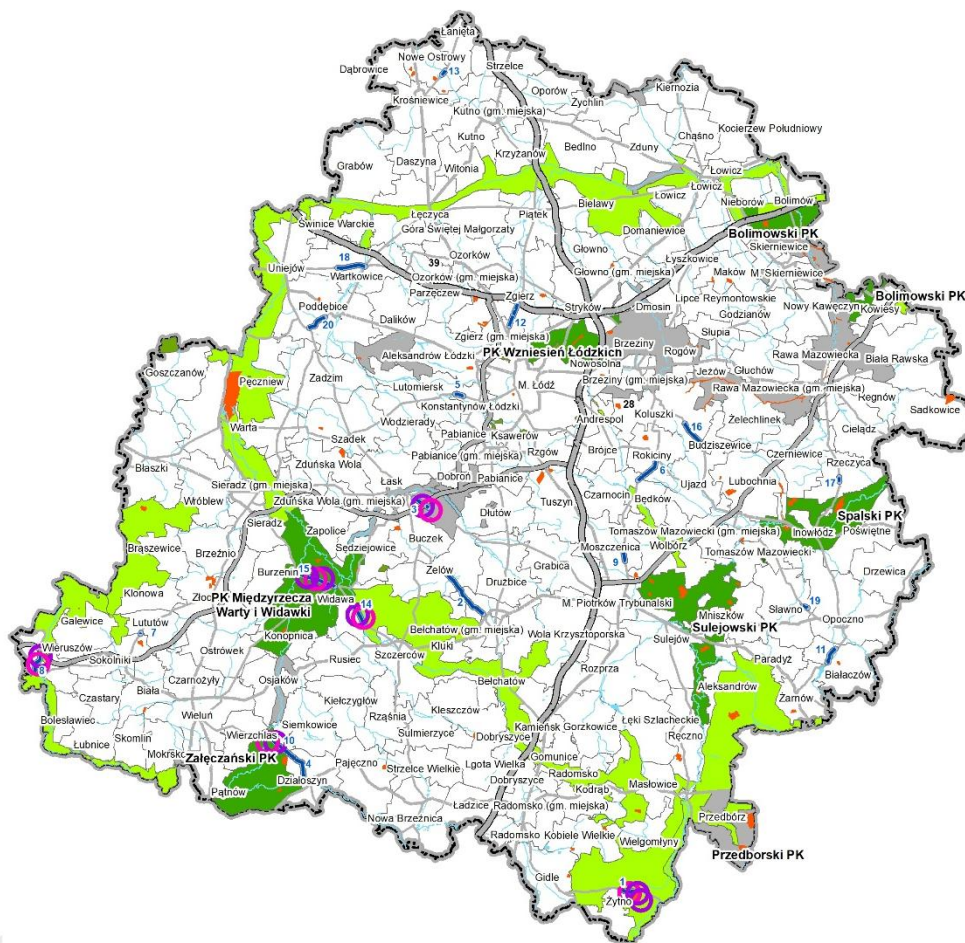 Łanięta
Nowe Ostrowy
Dąbrowice
13
Strzelce
Krośniewice
Oporów
Żychlin
Kiernozia
Kutno (gm. miejska)
Chąśno
Kocierzew Południowy
Kutno
Bedlno
Zduny
Krzyżanów
Grabów
Daszyna
Witonia
Łowicz
Łowicz
Łowicz
Nieborów
Bolimów
Bielawy
Łęczyca
Piątek
Świnice Warckie
Domaniewice
Bolimowski PK
Góra Świętej Małgorzaty
Skierniewice
Głowno
Łyszkowice
18
39
Ozorków
Uniejów
Wartkowice
Ozorków (gm. miejska)
Głowno (gm. miejska)
Maków
M. Skierniewice
Parzęczew
Zgierz
Lipce Reymontowskie
Bolimowski PK
Poddębice
Stryków
Dmosin
Godzianów
Nowy Kawęczyn
Kowiesy
20
12
Dalików
Zgierz (gm. miejska)
Słupia
Brzeziny
Aleksandrów Łódzki
PK Wzniesień Łódzkich
Rogów
Rawa Mazowiecka
Biała Rawska
Goszczanów
Nowosolna
Jeżów
Głuchów
Pęczniew
Zadzim
Lutomiersk
5
M. Łódź
Brzeziny (gm. miejska)
Rawa Mazowiecka (gm. miejska)
Regnów
Konstantynów Łódzki
28
Sadkowice
Warta
Wodzierady
Pabianice
Ksawerów
Andrespol
Koluszki
Żelechlinek
Cielądz
Szadek
Pabianice (gm. miejska)
Brójce
16
Budziszewice
Błaszki
Zduńska Wola
Rzgów
Rokiciny
Czerniewice
Rzeczyca
Łask
Dobroń
Pabianice
6
Lubochnia
17
Wróblew
Sieradz (gm. miejska)
Zduńska Wola (gm. miejska)
Tuszyn
Czarnocin
Ujazd
Będków
3
Dłutów
Spalski PK
Sieradz
Zapolice
Buczek
Tomaszów Mazowiecki (gm. miejska)
Inowłódz
Poświętne
Brąszewice
Sędziejowice
Moszczenica
Wolbórz
Brzeźnio
Grabica
9
Tomaszów Mazowiecki
Drzewica
Klonowa
Burzenin
15
Zelów
Drużbice
Złoc
Widawa
14
2
M. Piotrków Trybunalski
Mniszków
Sławno
19
PK Międzyrzecza
Warty i Widawki
Galewice
Lututów
Opoczno
Bełchatów (gm. miejska)
Sulejowski PK
Konopnica
Wola Krzysztoporska
7
Wieruszów
Kluki
Sulejów
Sokolniki
Ostrówek
Rusiec
Szczerców
Rozprza
Paradyż
11
Białaczów
8
Osjaków
Bełchatów
Aleksandrów
Czarnożyły
Czastary
Biała
Kiełczygłów
Kleszczów
Żarnów
Wieluń
Bolesławiec
Rząśnia
Kamieńsk
Gorzkowice
Łęki Szlacheckie
Siemkowice
Sulmierzyce
Dobryszyce
Ręczno
Skomlin
Wierzchlas
10
Łubnice
Mokrsko
Gomunice
Załęczański PK
4
Pajęczno
Strzelce Wielkie
Lgota Wielka
Radomsko
Działoszyn
Dobryszyce
Kodrąb
Masłowice
Pątnów
Ładzice
Radomsko (gm. miejska)
Przedbórz
Nowa Brzeźnica
Radomsko
Kobiele Wielkie
Wielgomłyny
Przedborski PK
Gidle
1
Żytno